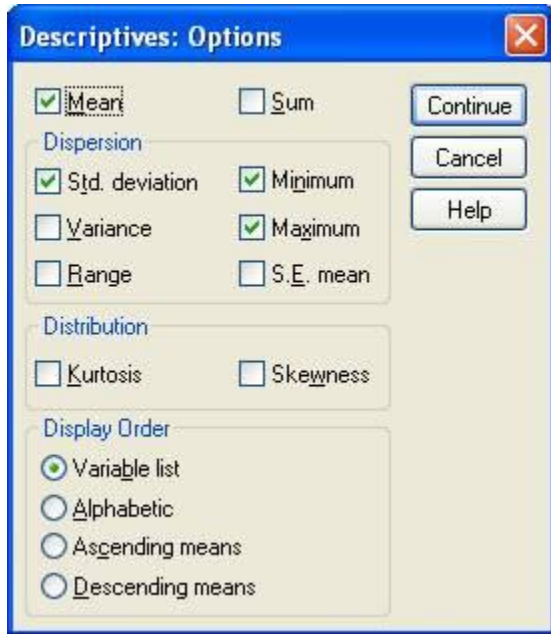 Descriptives: Options
Mean Sum
Continue
Dispersion
Cancel
Std. deviation Minimum
Help
Variance Maximum
Range S.E. mean
Distribution
Kurtosis Skewness
Display Order
Variable list
Alphabetic
Ascending means
Descending means